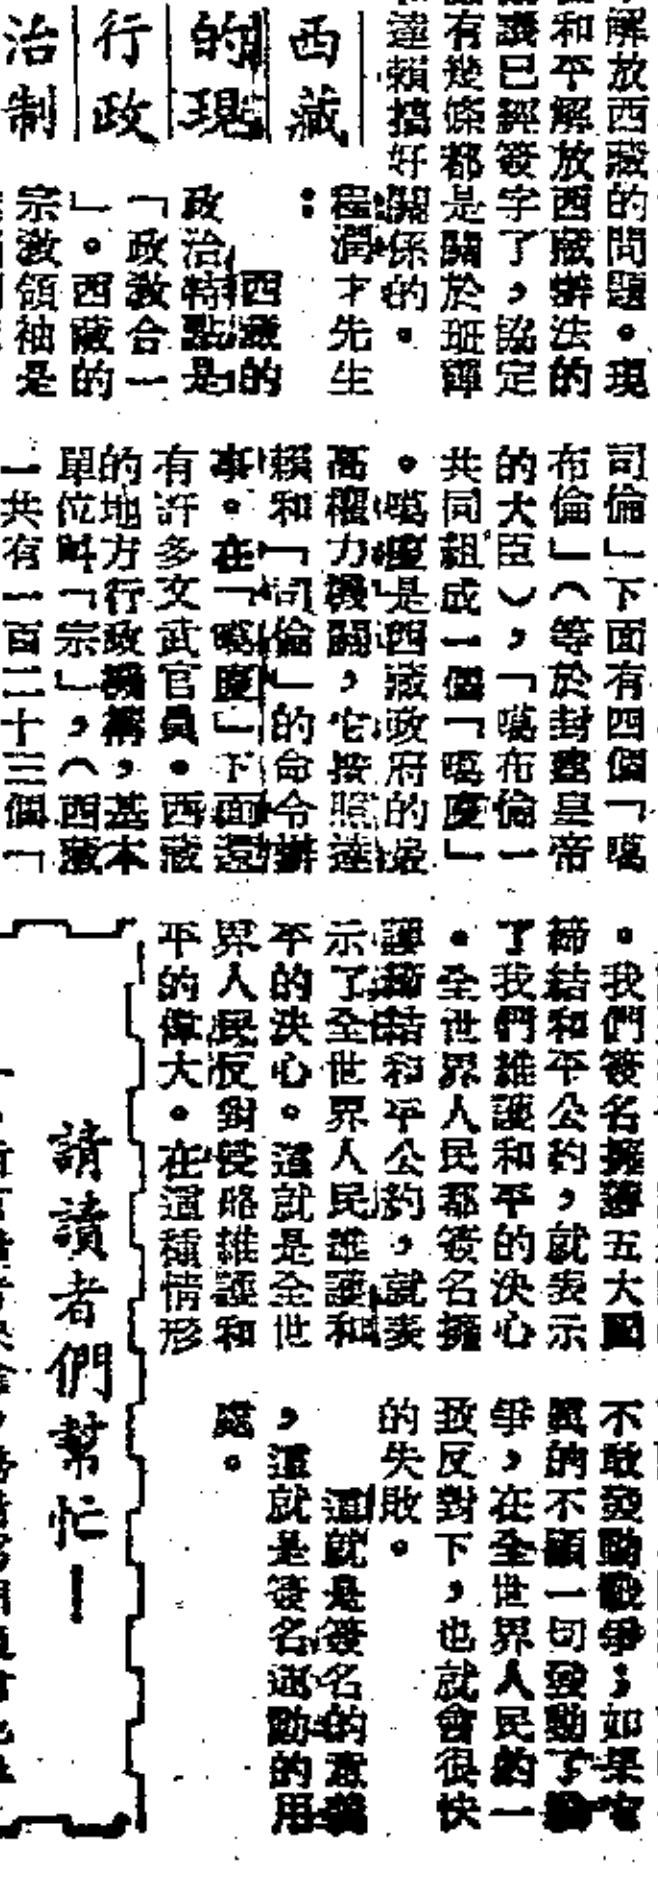 解放西藏的問題。現
和平解放西藏辦法的
議已經簽字了，協定
有幾條都是關於班禪
達賴搞好關係的。
西藏
的現
行政
治制
程潤才先生
：
西藏的
政治特點是
「政教合一
」。西藏的
宗教領袖是
司倫」下面有四個「噶
布倫」（等於封建皇帝
的大臣），「噶布倫一
共同組成一個「噶廈」
。噶廈是西藏政府的最
高權力機關，它按照達
賴和「司倫」的命令辦
事。在「噶廈」下面還
有許多文武官員。西藏
的地方行政機構，基本
單位叫「宗」，（西藏
一共有一百二十三個「
。我們簽名擁護五大國
締結和平公約，就表示
了我們維護和平的決心
。全世界人民都簽名擁
護締結和平公約，就表
示了全世界人民維護和
平的決心。這就是全世
界人民反對侵略維護和
平的偉大。在這種情形
不敢發動戰爭；如果它
真的不顧一切發動了戰
爭，在全世界人民的一
致反對下，也就會很快
的失敗。
這就是簽名的意義
，這就是簽名運動的用
處。
請讀者們幫忙！